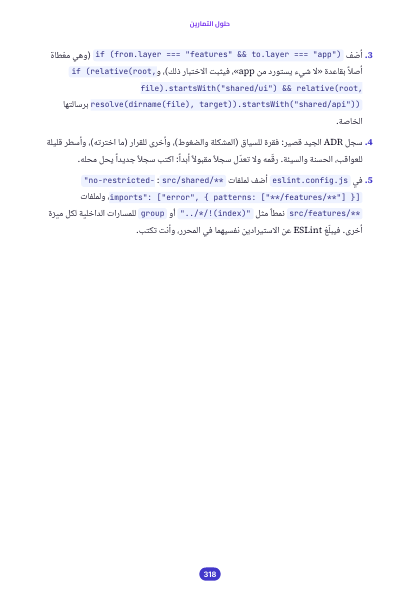 حلول التمارين
3. أضف if (from.layer === "features" && to.layer === "app") (وهي مغطاة
أصلاً بقاعدة «لا شيء يستورد من app»، فيثبت الاختبار ذلك)، و if (relative(root,
file).startsWith("shared/ui") && relative(root,
resolve(dirname(file), target)).startsWith("shared/api")) برسالتها
الخاصة.
4. سجل ADR الجيد قصير: فقرة للسياق (المشكلة والضغوط)، وأخرى للقرار (ما اخترته)، وأسطر قليلة
للعواقب، الحسنة والسيئة. رقّمه ولا تعدّل سجلاً مقبولاً أبداً؛ اكتب سجلاً جديداً يحل محله.
5. في eslint.config.js أضف لملفات src/shared/** : "no-restricted-
imports": ["error", { patterns: ["**/features/**"] }]، ولملفات
src/features/** نمطاً مثل "../*/!(index)" أو group للمسارات الداخلية لكل ميزة
أخرى. فيبلّغ ESLint عن الاستيرادين نفسيهما في المحرر، وأنت تكتب.
318